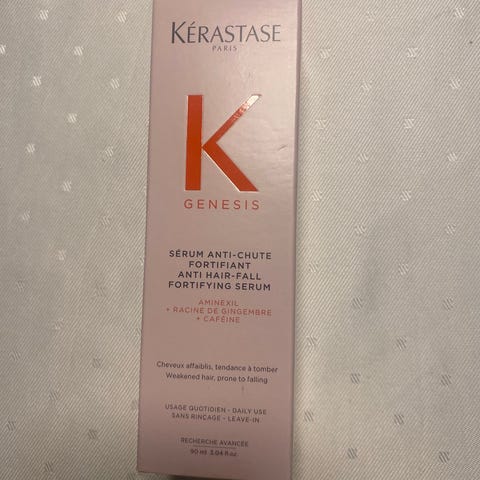 KÉRASTASE
PARIS
K
GENESIS
SÉRUM ANTI-CHUTE
FORTIFIANT
ANTI HAIR-FALL
FORTIFYING SERUM
AMINEXIL
+ RACINE DE GINGEMBRE
+ CAFÉINE
Cheveux affaiblis, tendance à tomber
Weakened hair, prone to falling
USAGE QUOTIDIEN - DAILY USE
SANS RINÇAGE - LEAVE-IN
RECHERCHE AVANCÉE
90 ml 3.04 fl.oz.